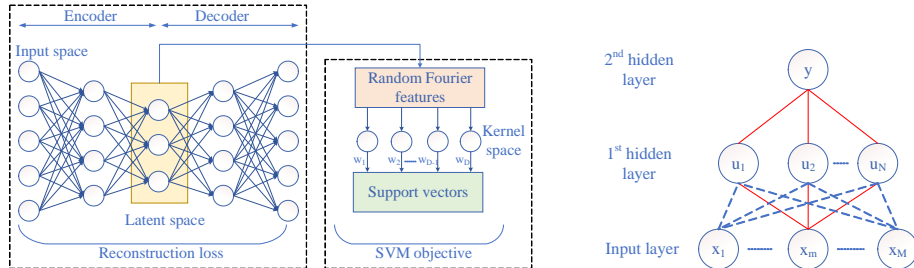 Encoder
Decoder
Input space
Latent space
Reconstruction loss
Random Fourier
features
Kernel
space
w1 w2 wD-1 wD
Support vectors
SVM objective
2nd hidden
layer
y
1st hidden
layer
u1 u2 uN
Input layer
x1 xm xM